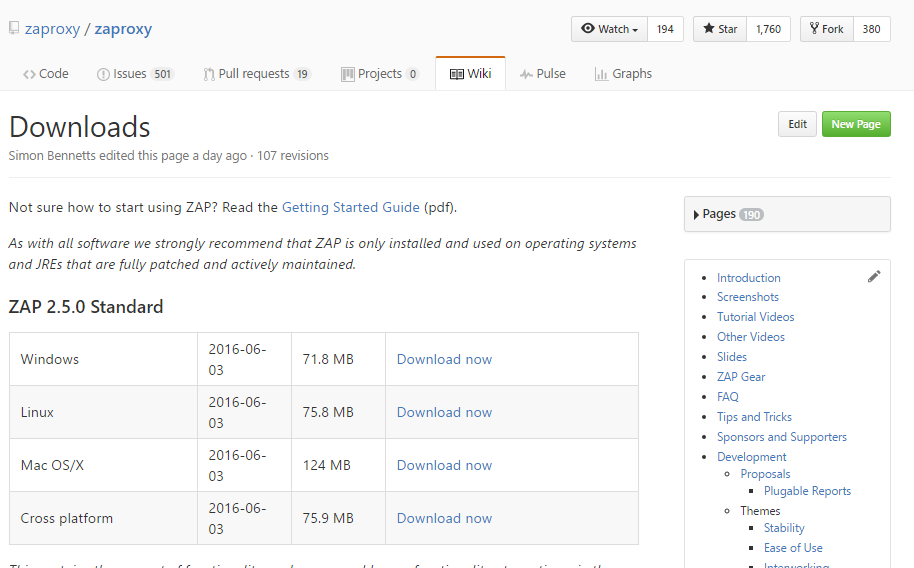 zaproxy / zaproxy
Watch 194 Star 1,760 Fork 380
Code Issues 501 Pull requests 19 Projects 0 Wiki Pulse Graphs
Downloads
Edit New Page
Simon Bennetts edited this page a day ago · 107 revisions
Not sure how to start using ZAP? Read the Getting Started Guide (pdf).
As with all software we strongly recommend that ZAP is only installed and used on operating systems
and JREs that are fully patched and actively maintained.
ZAP 2.5.0 Standard
Windows 2016-06-03 71.8 MB Download now
Linux 2016-06-03 75.8 MB Download now
Mac OS/X 2016-06-03 124 MB Download now
Cross platform 2016-06-03 75.9 MB Download now
Pages 190
Introduction
Screenshots
Tutorial Videos
Other Videos
Slides
ZAP Gear
FAQ
Tips and Tricks
Sponsors and Supporters
Development
Proposals
Plugable Reports
Themes
Stability
Ease of Use